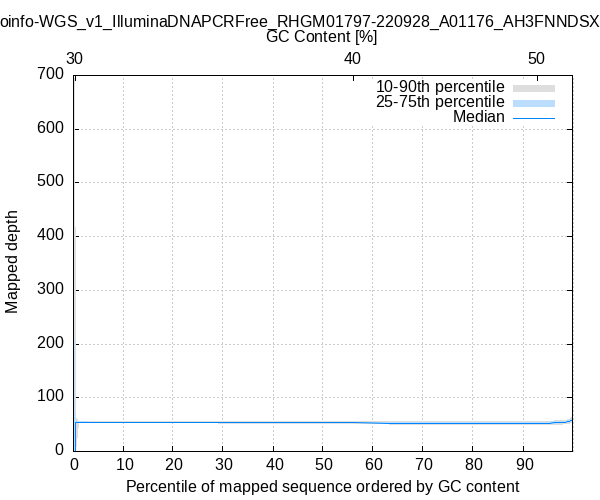 oinfo-WGS_v1_IlluminaDNAPCRFree_RHGM01797-220928_A01176_AH3FNNDSX
GC Content [%]
30 40 50
700
600
500
400
300
200
100
0
10-90th percentile
25-75th percentile
Median
Mapped depth
0 10 20 30 40 50 60 70 80 90
Percentile of mapped sequence ordered by GC content